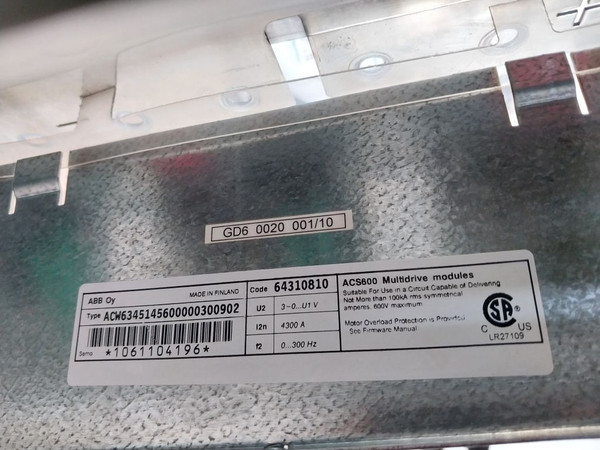 GD6 0020 001/10
ABB Oy MADE IN FINLAND
Type ACW6345145600000300902
Serno *1061104196*
Code 64310810
U2 3~0...U1 V
I2n 4300 A
f2 0...300 Hz
ACS600 Multidrive modules
Suitable For Use in a Circuit Capable of Delivering
Not More than 100kA rms symmetrical
amperes. 600V maximum
Motor Overload Protection is Provided
See Firmware Manual
SA
C US
LR27109